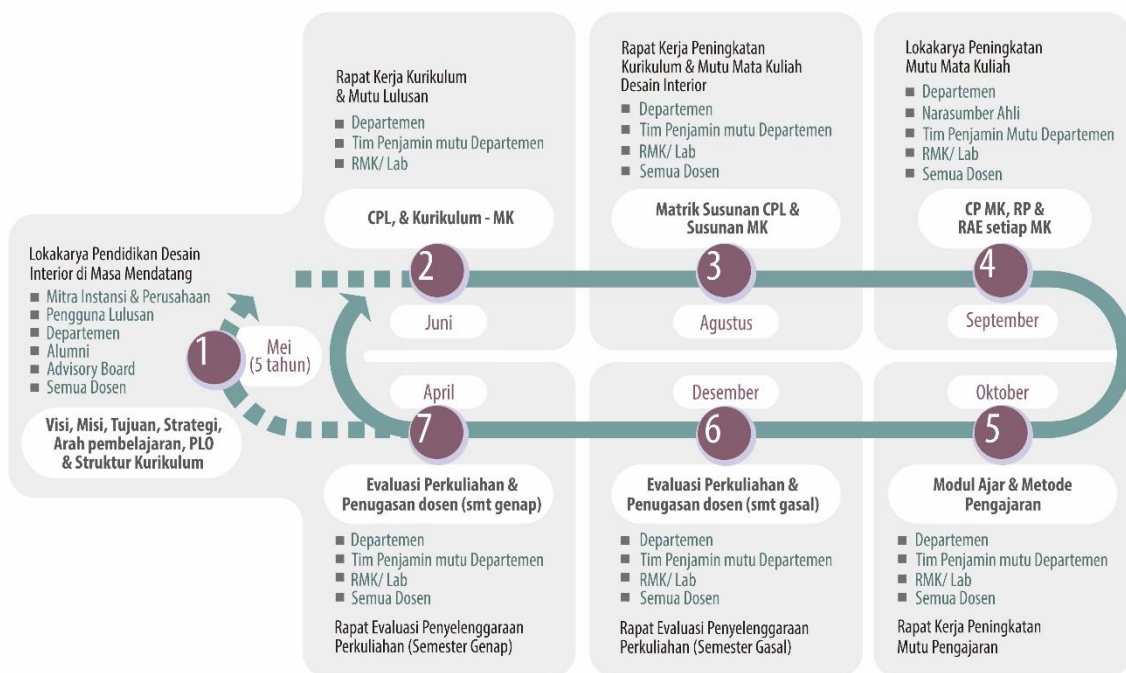 Lokakarya Pendidikan Desain
Interior di Masa Mendatang
■ Mitra Instansi & Perusahaan
■ Pengguna Lulusan
■ Departemen
■ Alumni
■ Advisory Board
■ Semua Dosen
1
Mei
(5 tahun)
Visi, Misi, Tujuan, Strategi,
Arah pembelajaran, PLO
& Struktur Kurikulum
Rapat Kerja Kurikulum
& Mutu Lulusan
■ Departemen
■ Tim Penjamin mutu Departemen
■ RMK/ Lab
CPL, & Kurikulum - MK
2
Juni
Rapat Kerja Peningkatan
Kurikulum & Mutu Mata Kuliah
Desain Interior
■ Departemen
■ Tim Penjamin mutu Departemen
■ RMK/ Lab
■ Semua Dosen
Matrik Susunan CPL &
Susunan MK
3
Agustus
Lokakarya Peningkatan
Mutu Mata Kuliah
■ Departemen
■ Narasumber Ahli
■ Tim Penjamin Mutu Departemen
■ RMK/ Lab
■ Semua Dosen
CP MK, RP &
RAE setiap MK
4
September
Oktober
5
Modul Ajar & Metode
Pengajaran
■ Departemen
■ Tim Penjamin mutu Departemen
■ RMK/ Lab
■ Semua Dosen
Rapat Kerja Peningkatan
Mutu Pengajaran
Desember
6
Evaluasi Perkuliahan &
Penugasan dosen (smt gasal)
■ Departemen
■ Tim Penjamin mutu Departemen
■ RMK/ Lab
■ Semua Dosen
Rapat Evaluasi Penyelenggaraan
Perkuliahan (Semester Gasal)
April
7
Evaluasi Perkuliahan &
Penugasan dosen (smt genap)
■ Departemen
■ Tim Penjamin mutu Departemen
■ RMK/ Lab
■ Semua Dosen
Rapat Evaluasi Penyelenggaraan
Perkuliahan (Semester Genap)